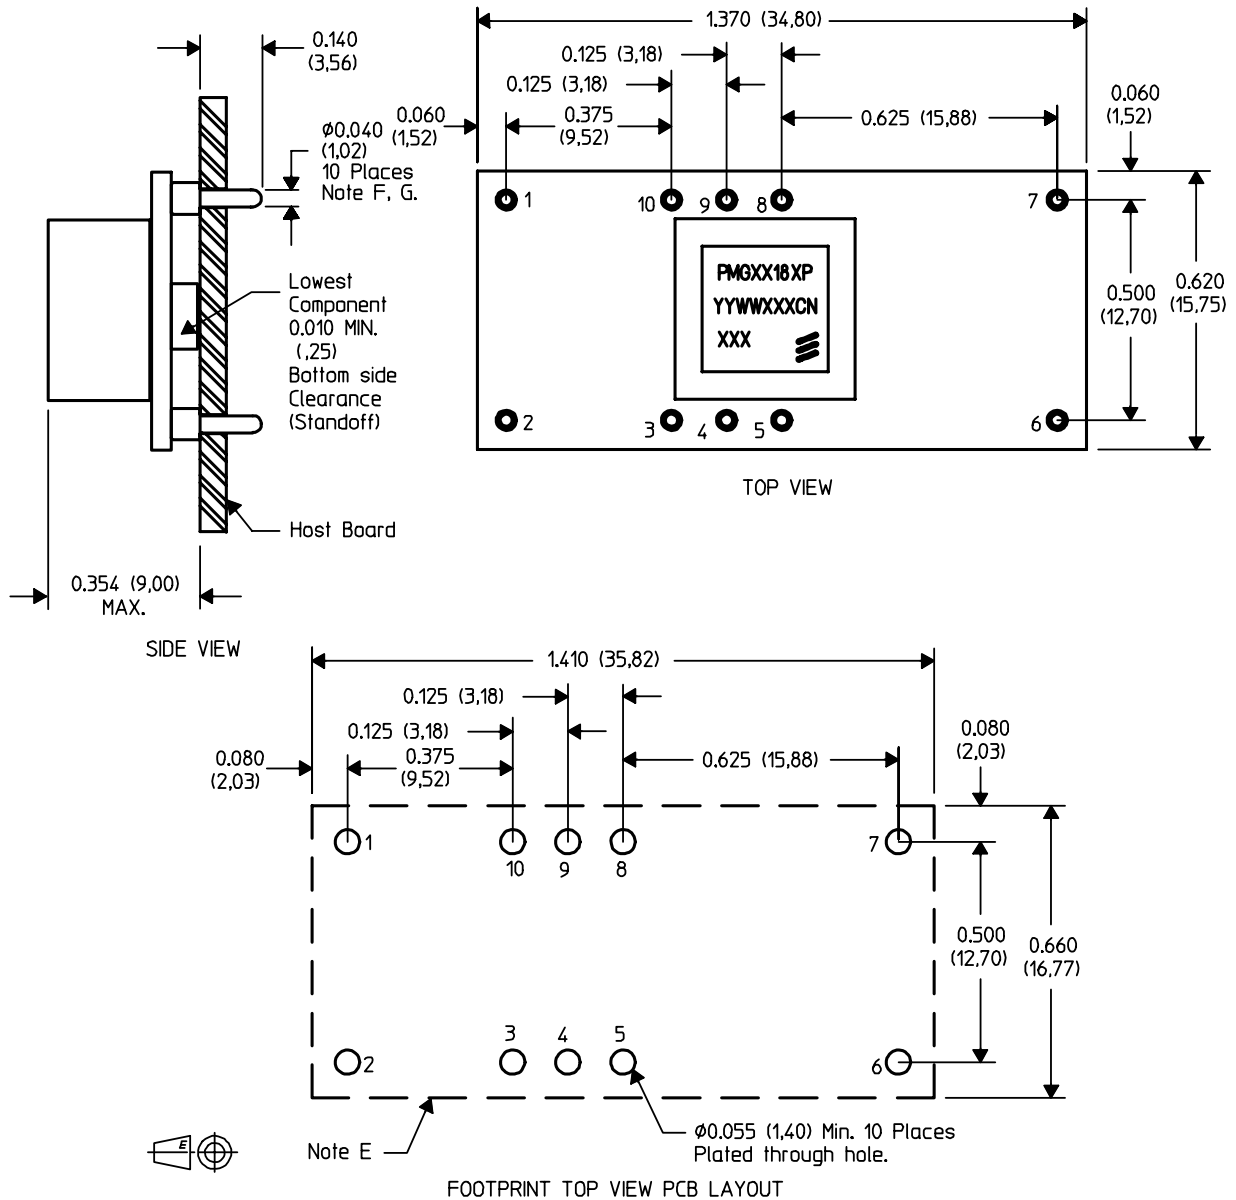 0.140
(3,56)
Ø0.040
(1,02)
10 Places
Note F, G.
Lowest
Component
0.010 MIN.
(,25)
Bottom side
Clearance
(Standoff)
Host Board
0.354 (9,00)
MAX.
SIDE VIEW
1.370 (34,80)
0.125 (3,18)
0.125 (3,18)
0.060
(1,52)
0.375
(9,52)
0.625 (15,88)
0.060
(1,52)
1
10
9
8
7
PMGXX18XP
YYWWXXXCN
XXX
0.500
(12,70)
0.620
(15,75)
2
3
4
5
6
TOP VIEW
1.410 (35,82)
0.125 (3,18)
0.125 (3,18)
0.080
(2,03)
0.375
(9,52)
0.625 (15,88)
0.080
(2,03)
1
10
9
8
7
0.500
(12,70)
0.660
(16,77)
2
3
4
5
6
E
Note E
Ø0.055 (1,40) Min. 10 Places
Plated through hole.
FOOTPRINT TOP VIEW PCB LAYOUT